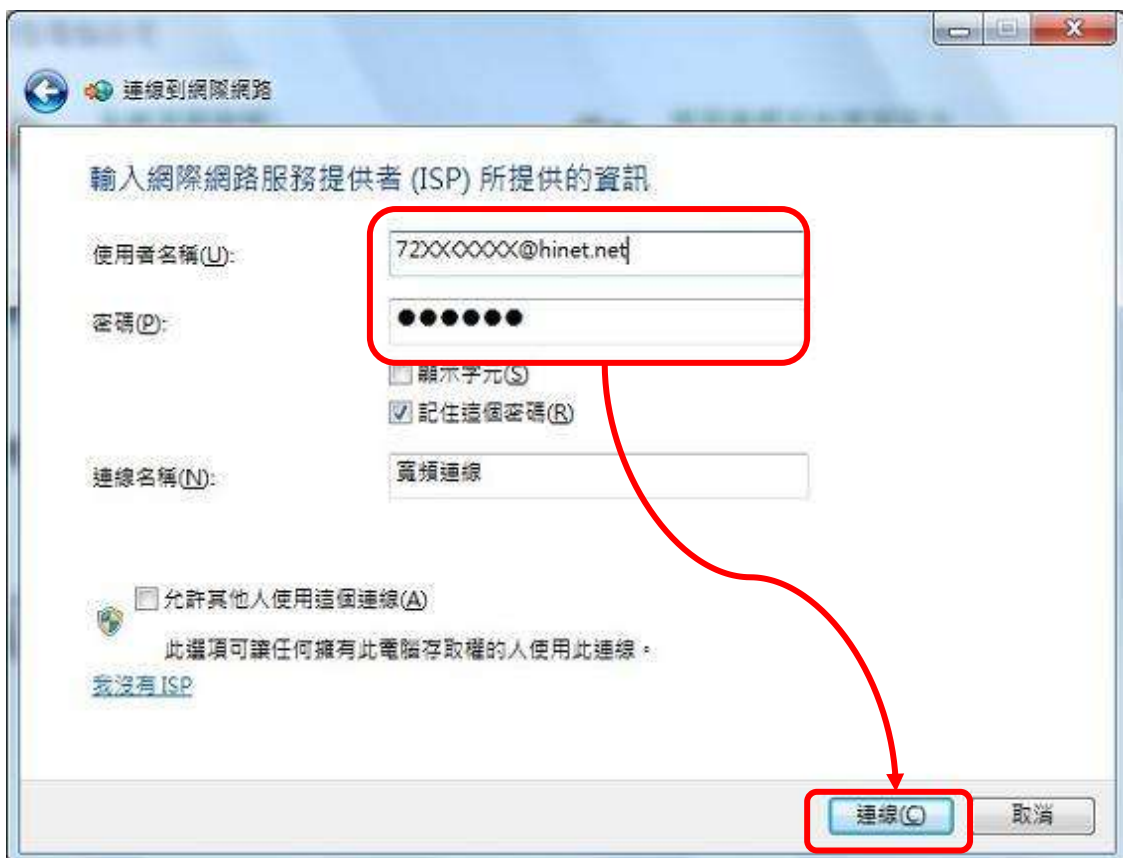 連線到網際網路
輸入網際網路服務提供者 (ISP) 所提供的資訊
使用者名稱(U):
72XXXXXXX@hinet.net
密碼(P):
●●●●●●
顯示字元(S)
記住這個密碼(R)
連線名稱(N):
寬頻連線
允許其他人使用這個連線(A)
此選項可讓任何擁有此電腦存取權的人使用此連線。
我沒有 ISP
連線(C)
取消